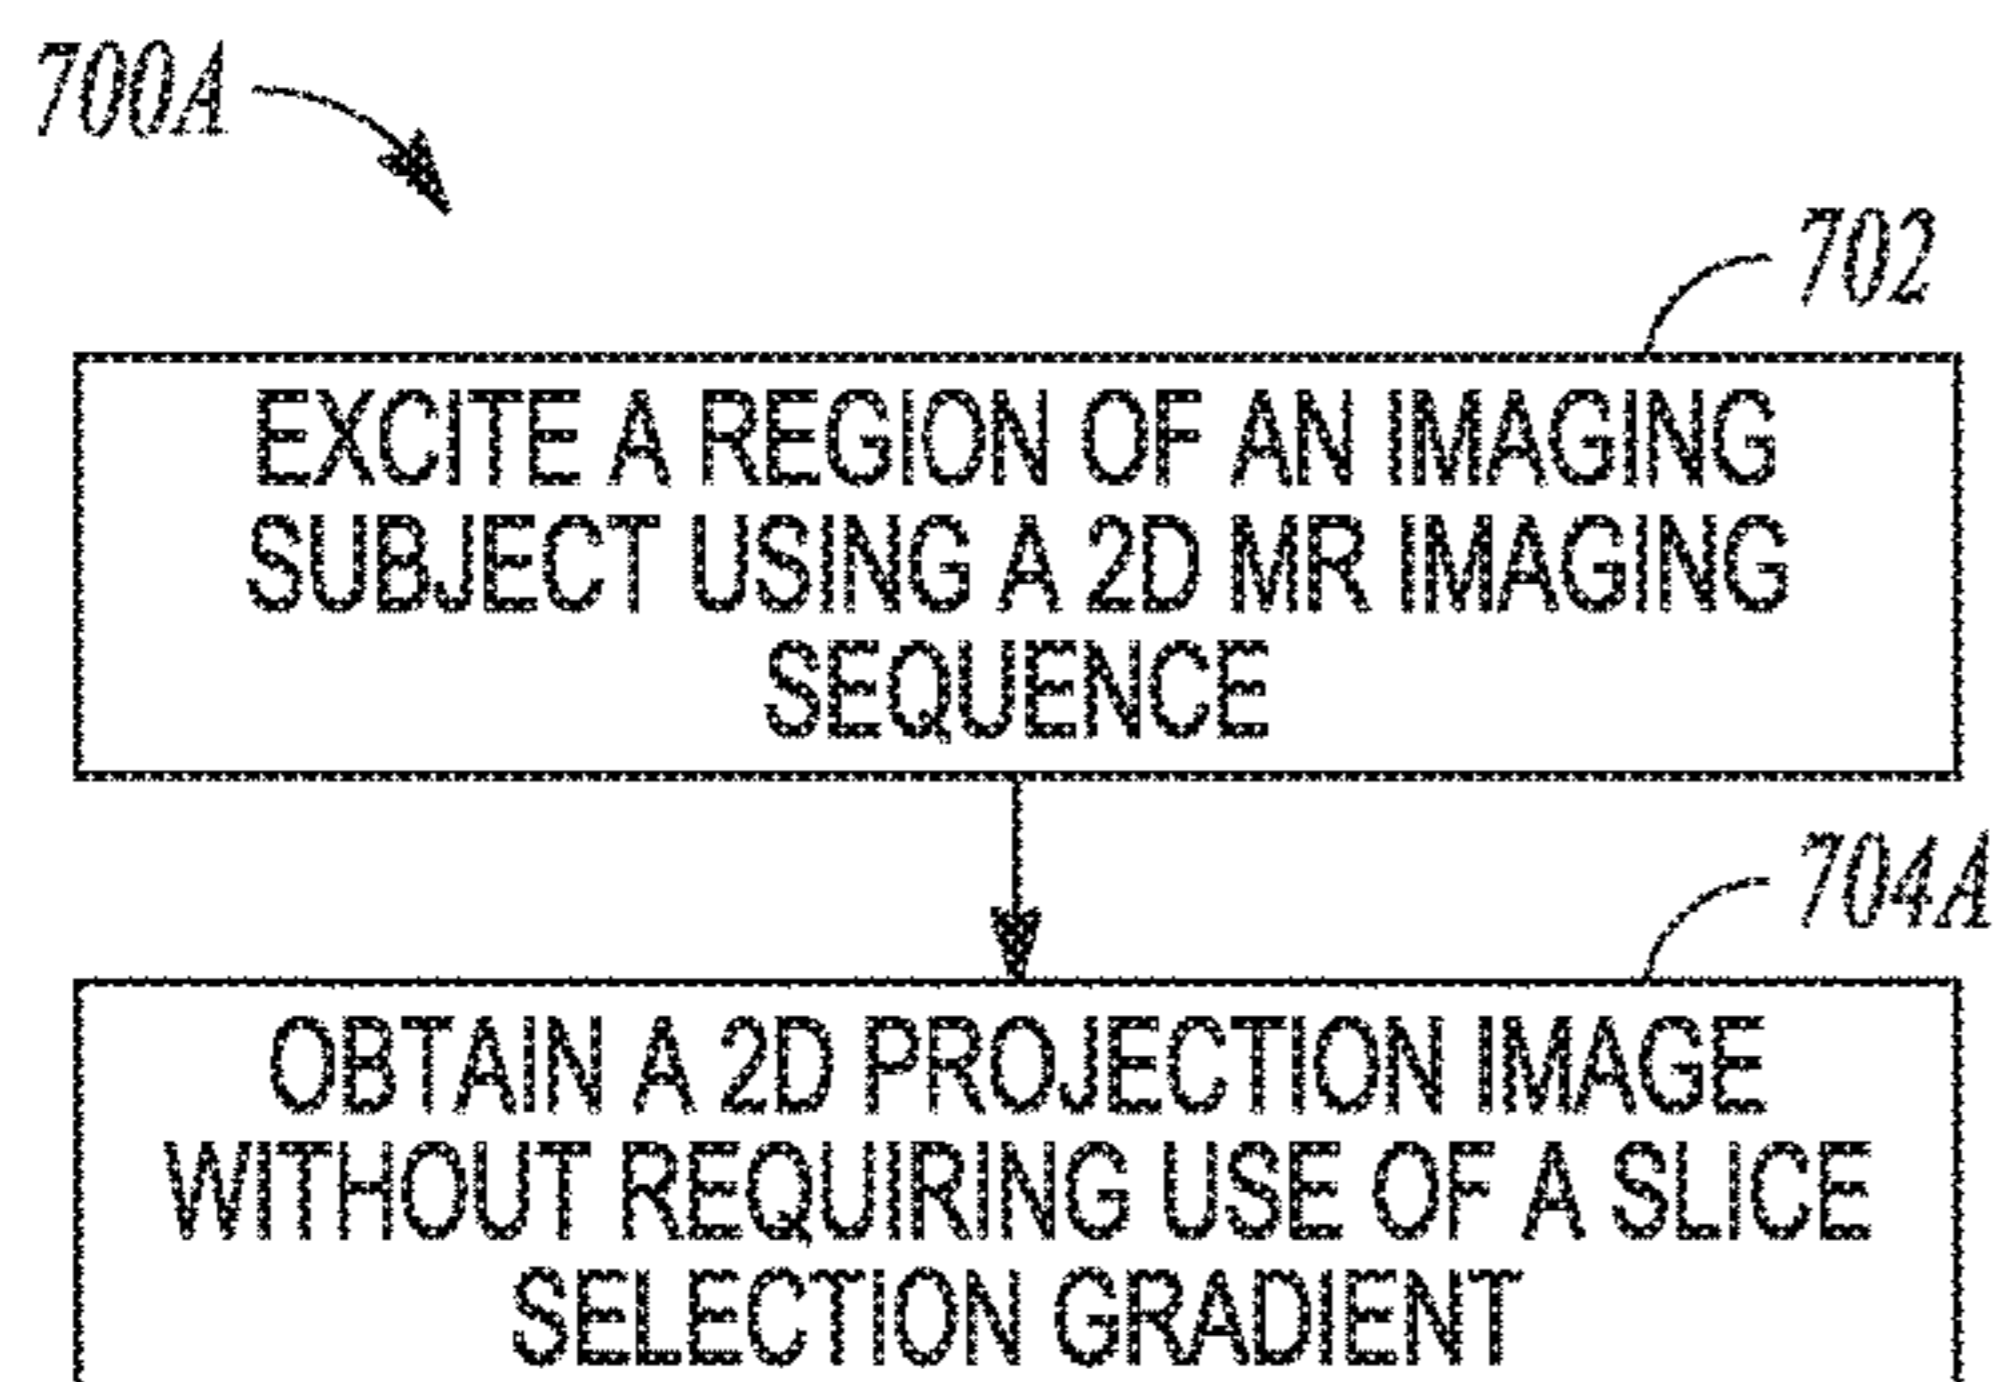 700A
702
EXCITE A REGION OF AN IMAGING
SUBJECT USING A 2D MR IMAGING
SEQUENCE
704A
OBTAIN A 2D PROJECTION IMAGE
WITHOUT REQUIRING USE OF A SLICE
SELECTION GRADIENT